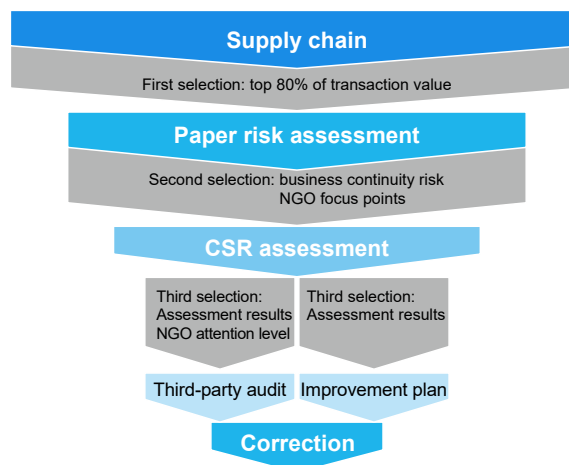 Supply chain
First selection: top 80% of transaction value
Paper risk assessment
Second selection: business continuity risk
NGO focus points
CSR assessment
Third selection:
Assessment results
NGO attention level
Third selection:
Assessment results
Third-party audit
Improvement plan
Correction